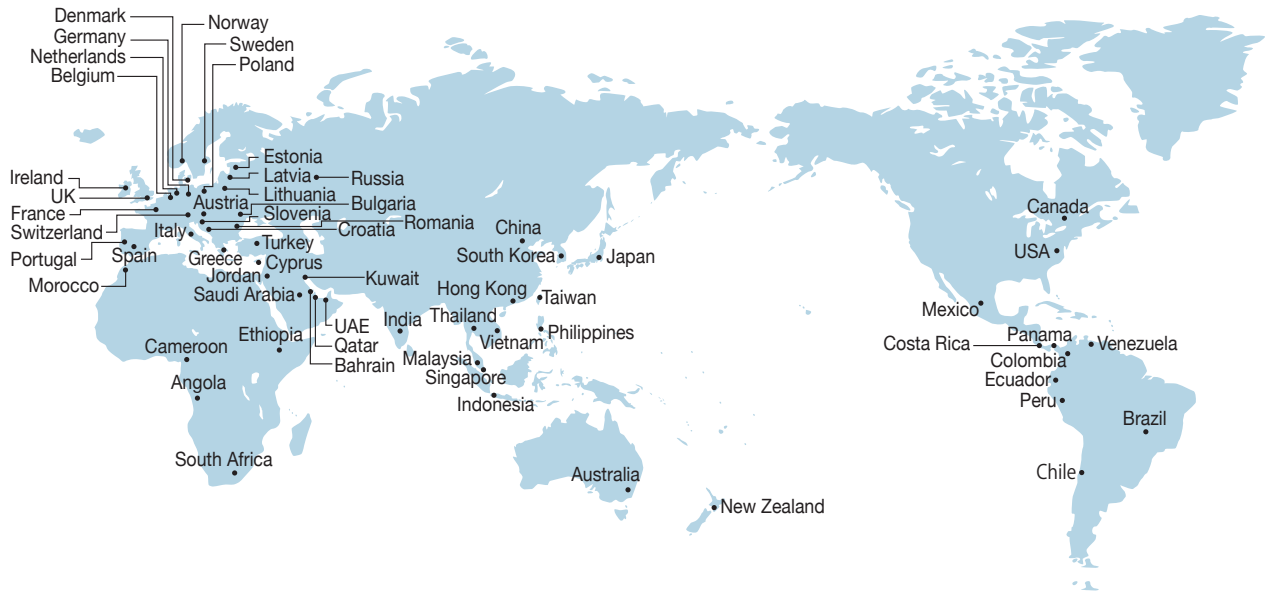 Denmark
Norway
Germany
Sweden
Netherlands
Poland
Belgium
Estonia
Ireland
Latvia
Russia
UK
Lithuania
Austria
Bulgaria
France
Slovenia
Switzerland
Italy
Croatia
Romania
Portugal
Spain
Greece
Turkey
Cyprus
Morocco
Jordan
Kuwait
Saudi Arabia
UAE
Qatar
Bahrain
Ethiopia
Cameroon
Angola
South Africa
China
South Korea
Japan
Hong Kong
Taiwan
India
Thailand
Vietnam
Philippines
Malaysia
Singapore
Indonesia
Australia
New Zealand
Canada
USA
Mexico
Panama
Costa Rica
Venezuela
Colombia
Ecuador
Peru
Brazil
Chile